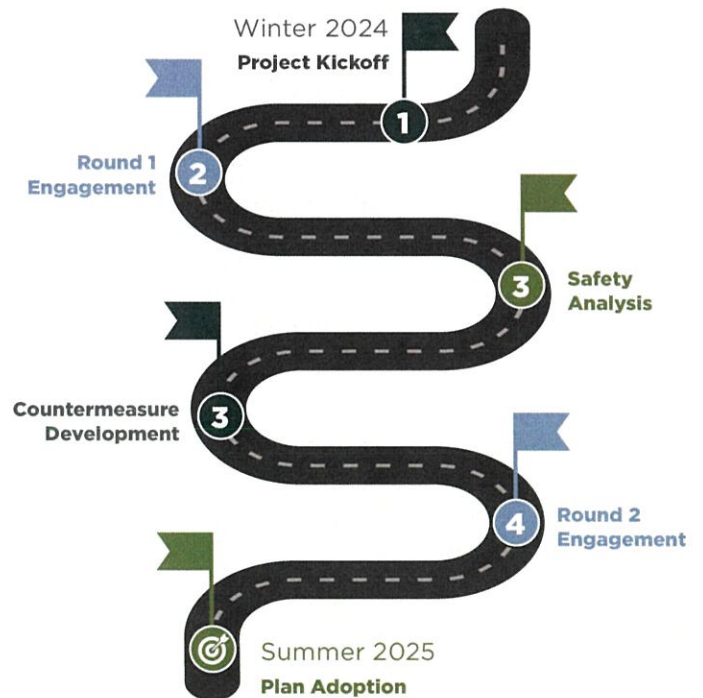 Winter 2024
Project Kickoff
1
Round 1
Engagement
2
3
Safety
Analysis
Countermeasure
Development
3
4
Round 2
Engagement
Summer 2025
Plan Adoption